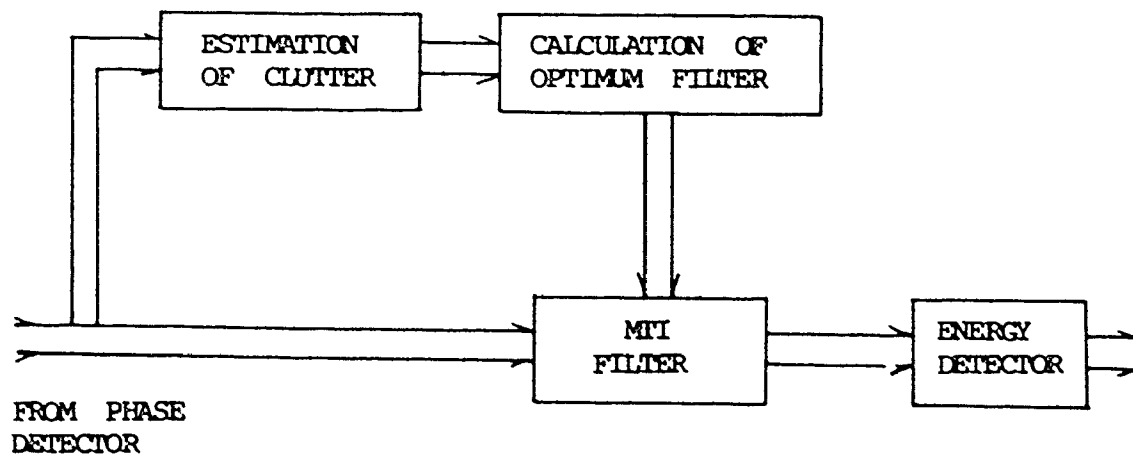 ESTIMATION
OF CLUTTER
CALCULATION OF
OPTIMUM FILTER
MTI
FILTER
ENERGY
DETECTOR
FROM PHASE
DETECTOR